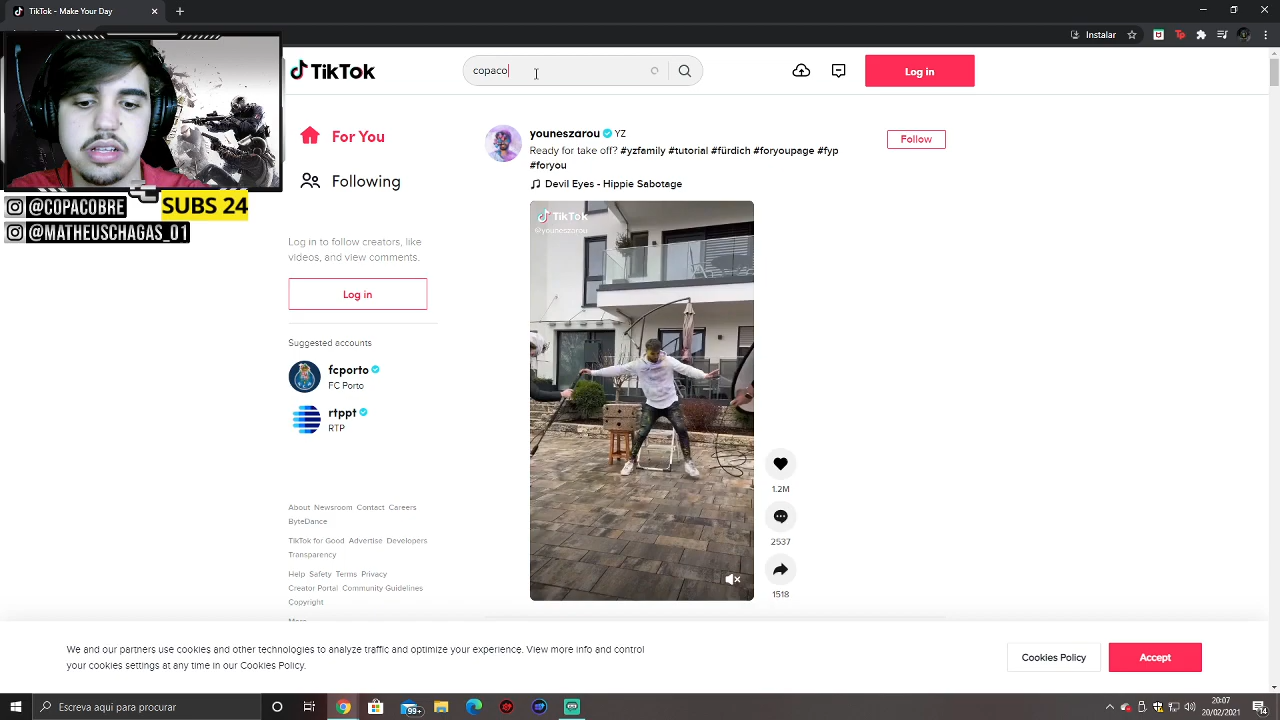 TikTok
Instalar
TikTok
copaco
Log in
@COPACOBRE
SUBS 24
@MATHEUSCHAGAS_01
For You
Following
Log in to follow creators, like
videos, and view comments.
Log in
Suggested accounts
fcporto
FC Porto
rtppt
RTP
About Newsroom Contact Careers
ByteDance
TikTok for Good Advertise Developers
Transparency
Help Safety Terms Privacy
Creator Portal Community Guidelines
Copyright
More
youneszarou YZ
Follow
Ready for take off? #yzfamily #tutorial #fürdich #foryoupage #fyp
#foryou
Devil Eyes - Hippie Sabotage
TikTok
@youneszarou
1.2M
2537
1518
We and our partners use cookies and other technologies to analyze traffic and optimize your experience. View more info and control
your cookies settings at any time in our Cookies Policy.
Cookies Policy
Accept
Escreva aqui para procurar
99+
20:07
20/02/2021